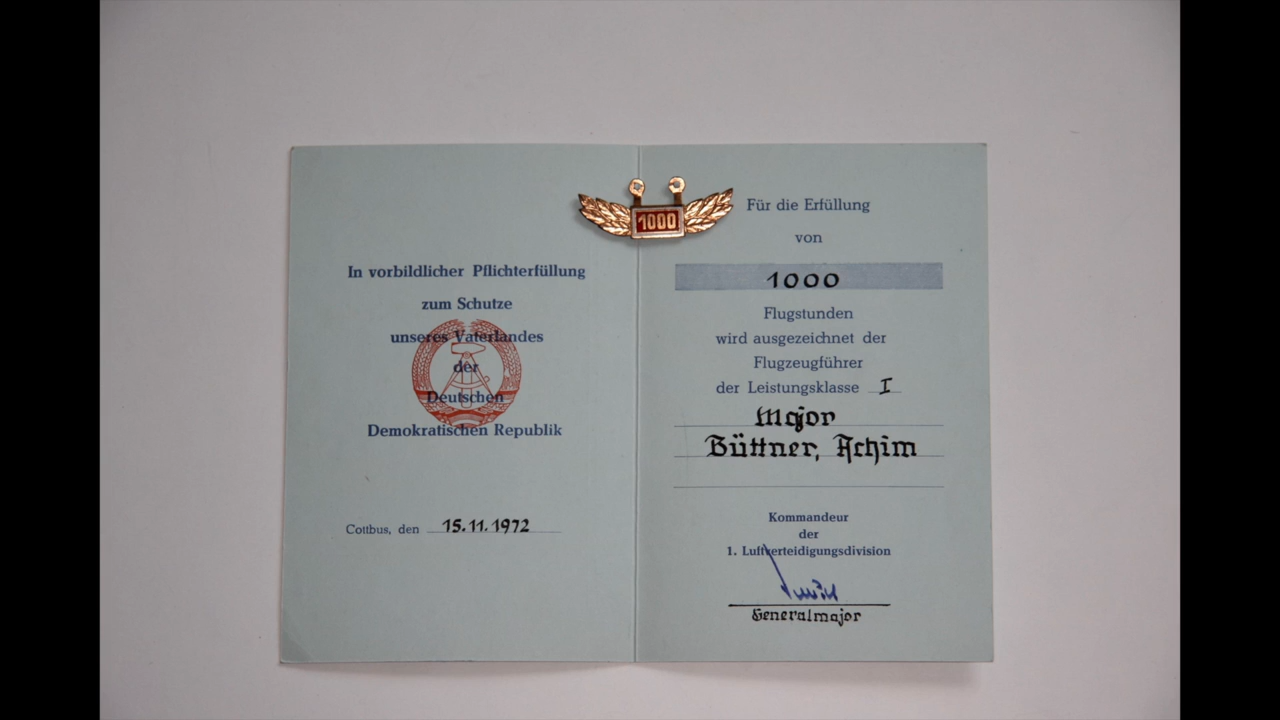 In vorbildlicher Pflichterfüllung
zum Schutze
unseres Vaterlandes
der
Deutschen
Demokratischen Republik
Cottbus, den 15.11.1972
1000
Für die Erfüllung
von
1000
Flugstunden
wird ausgezeichnet der
Flugzeugführer
der Leistungsklasse I
Major
Büttner, Achim
Kommandeur
der
1. Luftverteidigungsdivision
Generalmajor